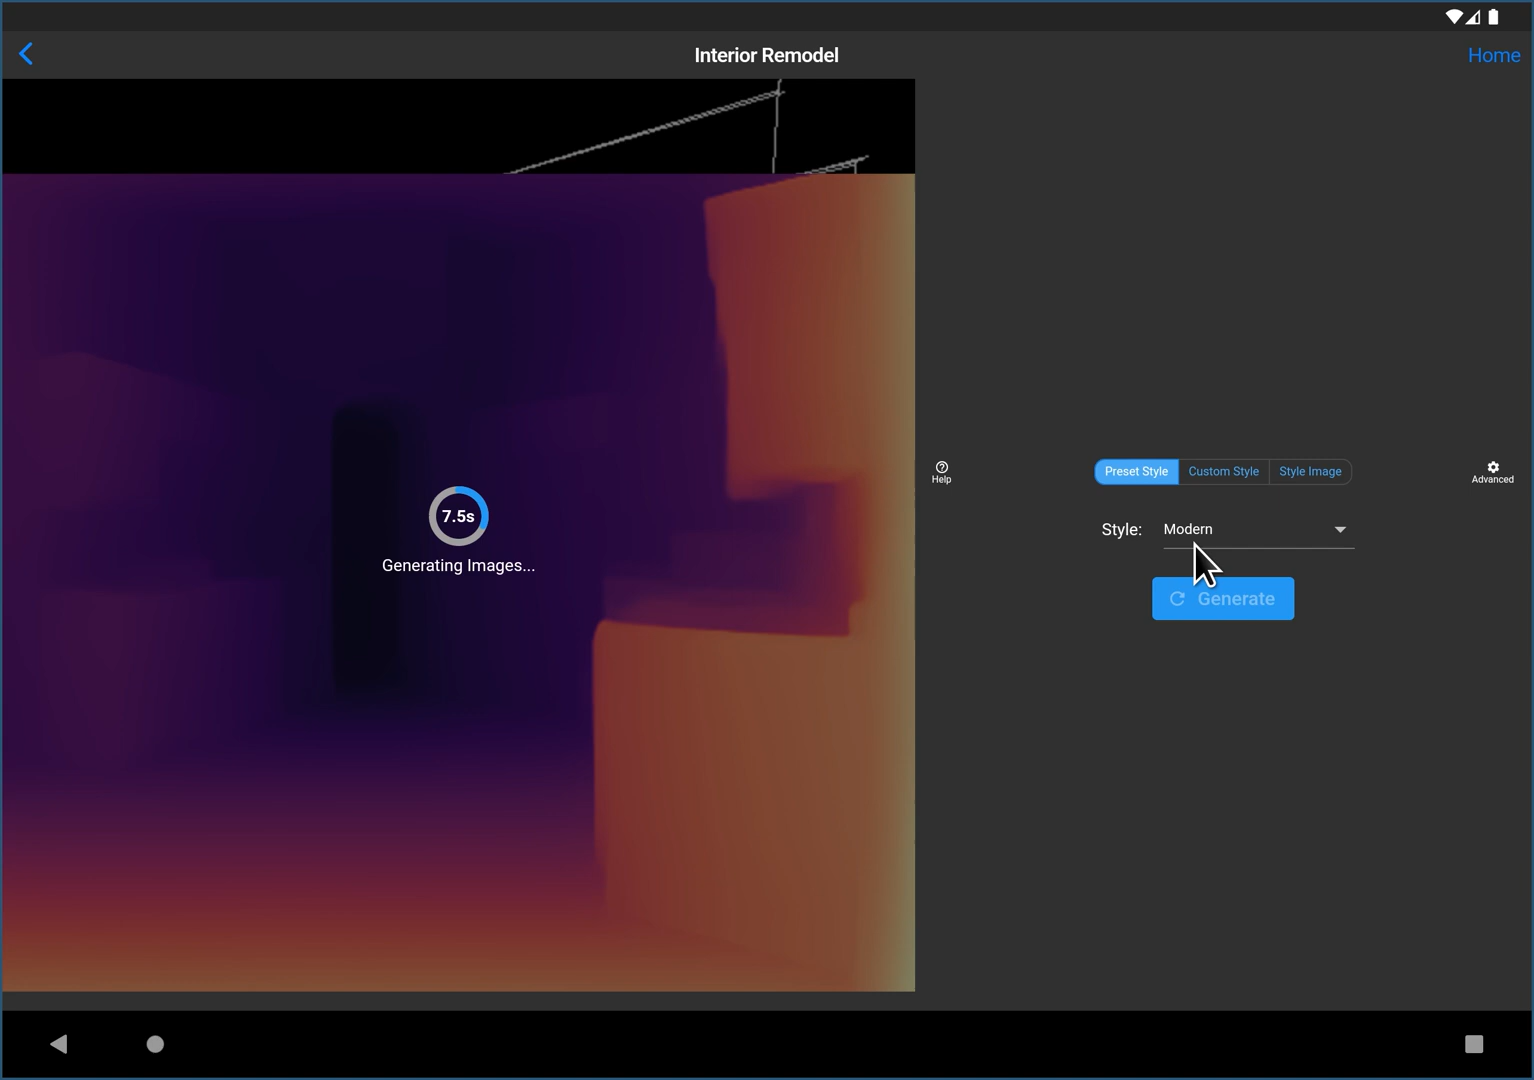 Interior Remodel
Home
7.5s
Generating Images...
Help
Preset Style
Custom Style
Style Image
Advanced
Style:
Modern
Generate